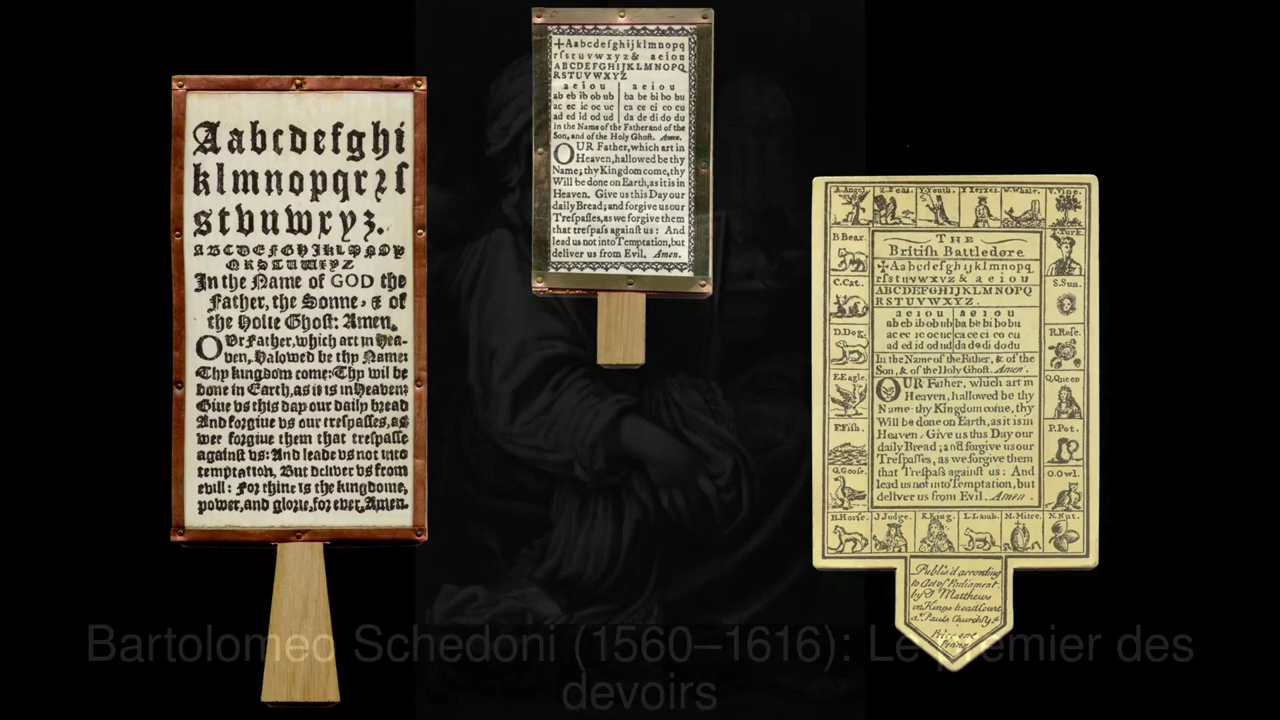 Aabcdefghi
klmnopqrꝛſ
stvuwxyz.
ABCDEFGHIKLMNOP
QRSTUWXYZ
In the Name of GOD the
Father, the Sonne, & of
the Holie Ghost: Amen.
OUr Father, which art in Hea-
ven, Halowed be thy Name:
Thy kingdom come: Thy wil be
done in Earth, as it is in Heaven:
Giue vs this day our daily bread
And forgiue vs our trespasses, as
wee forgiue them that trespasse
against vs: And leade vs not into
temptation, But deliver vs from
evill: For thine is the kingdome,
power, and glorie, for ever, Amen.
+Aabcdefghijklmnopq
rſstuvwxyz& aeiou
ABCDEFGHIJKLMNOPQ
RSTUVWXYZ
a e i o u a e i o u
ab eb ib ob ub ba be bi bo bu
ac ec ic oc uc ca ce ci co cu
ad ed id od ud da de di do du
In the Name of the Father and of the
Son, and of the Holy Ghoſt. Amen.
OUR Father, which art in
Heaven, hallowed be thy
Name; thy Kingdom come, thy
Will be done on Earth, as it is in
Heaven. Give us this Day our
daily Bread; and forgive us our
Treſpaſſes, as we forgive them
that treſpaſs againſt us: And
lead us not into Temptation, but
deliver us from Evil. Amen.
A.Angel. Z.Zeal. Y.Youth. X Xerxes. W.Whale. V.Vine.
B Bear.
C.Cat.
D.Dog.
E.Eagle.
F.Fiſh.
G.Gooſe.
T.Turk.
S.Sun.
R.Roſe.
Q.Queen
P.Pot.
O.Owl.
H.Horſe. J Judge. K.King. L.Lamb. M.Mitre. N.Nut.
THE
Britiſh Battledore
+Aabcdefghijklmnopq
rſstuvwxyz & a e i o u
ABCDEFGHIJKLMNOPQ
RSTUVWXYZ.
a e i o u a e i o u
ab eb ib ob ub ba be bi bo bu
ac ec ic oc uc ca ce ci co cu
ad ed id od ud da de di do du
In the Name of the Father, & of the
Son, & of the Holy Ghoſt. Amen.
OUR Father, which art in
Heaven, hallowed be thy
Name thy Kingdom come, thy
Will be done on Earth, as it is in
Heaven. Give us this Day our
daily Bread; and forgive us our
Treſpaſſes, as we forgive them
that Treſpaſs againſt us: And
lead us not into Temptation, but
deliver us from Evil. Amen.
Publiſ'd according
to Act of Parliament.
by Matthews
in Kings head Court
St Pauls Churchyd
Price one
Penny
Bartolomeo Schedoni (1560–1616): Le premier des
devoirs